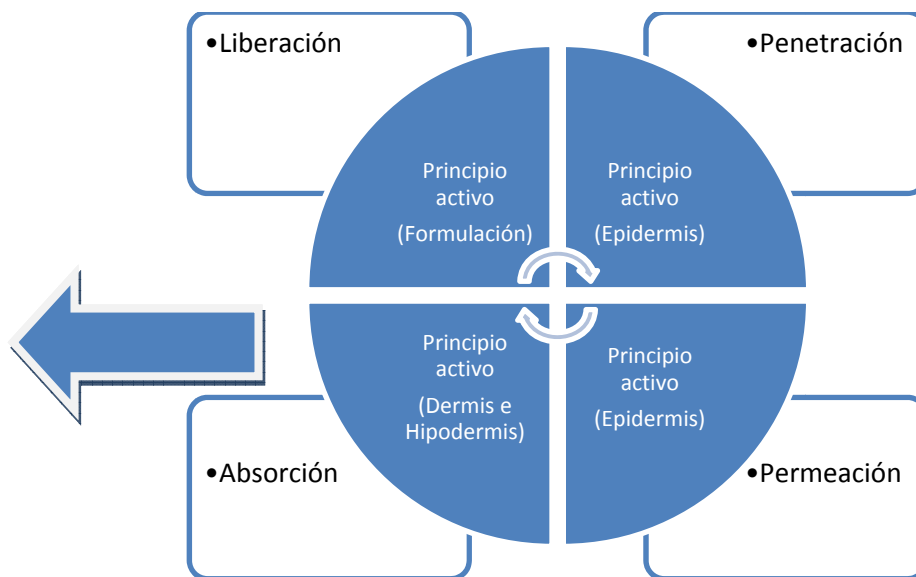 •Liberación
•Penetración
Principio
activo
(Formulación)
Principio
activo
(Epidermis)
Principio
activo
(Dermis e
Hipodermis)
Principio
activo
(Epidermis)
•Absorción
•Permeación